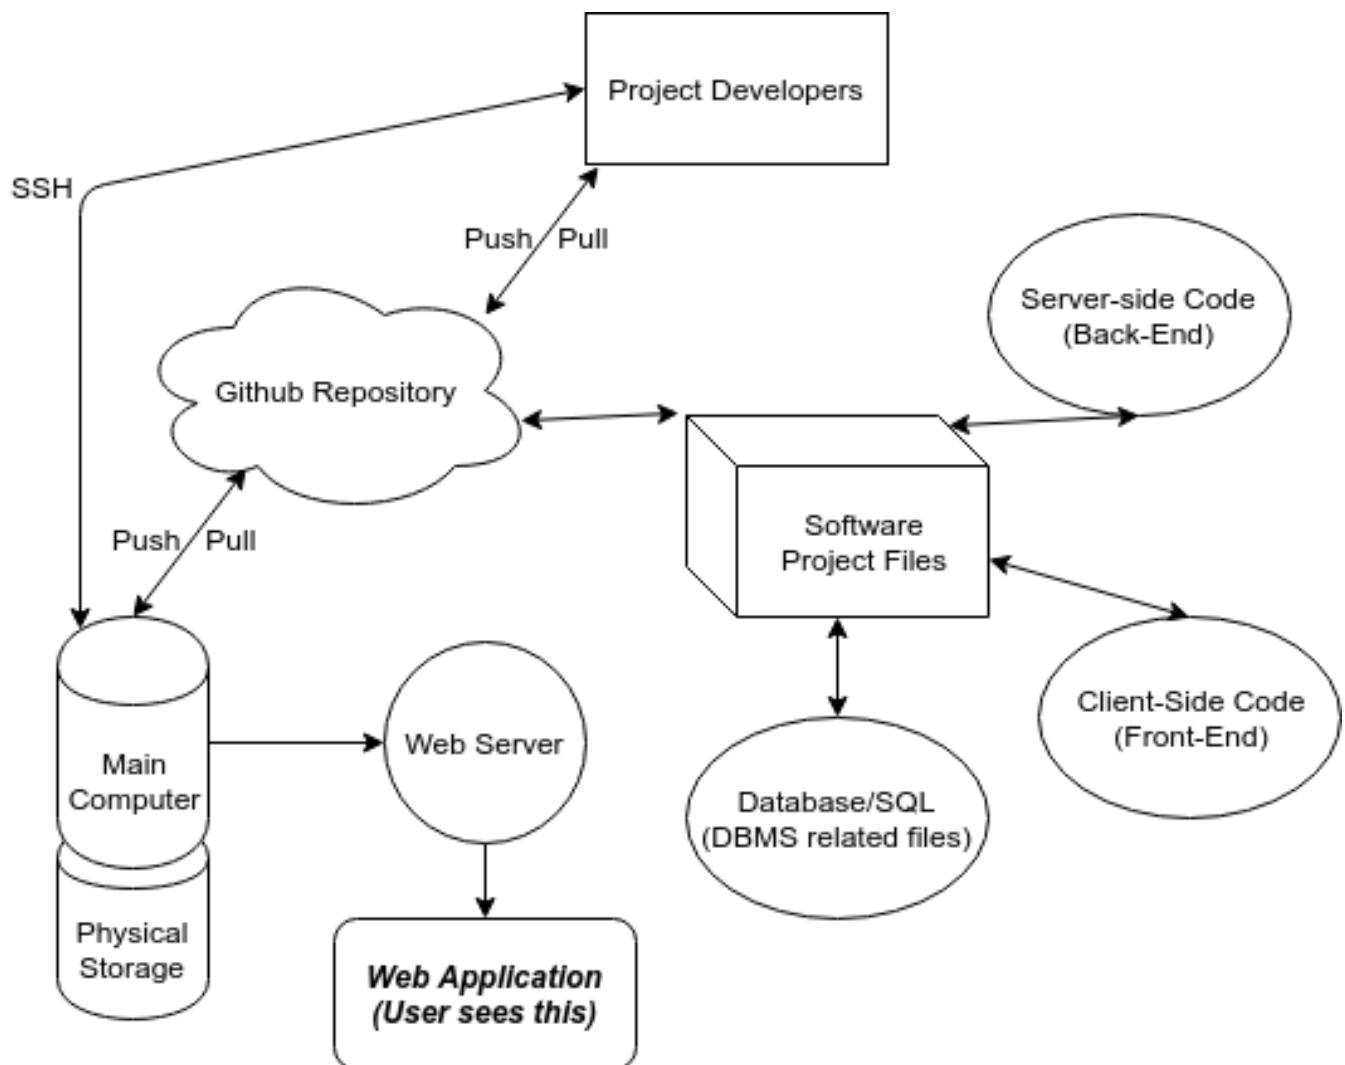 Project Developers
SSH
Push Pull
Server-side Code
(Back-End)
Github Repository
Push Pull
Software
Project Files
Client-Side Code
(Front-End)
Web Server
Main
Computer
Database/SQL
(DBMS related files)
Physical
Storage
Web Application
(User sees this)